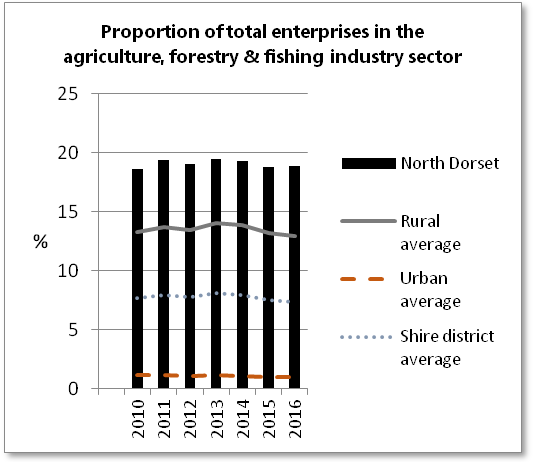 Proportion of total enterprises in the
agriculture, forestry & fishing industry sector
25
20
15
10
5
0
%
2010
2011
2012
2013
2014
2015
2016
North Dorset
Rural
average
Urban
average
Shire district
average